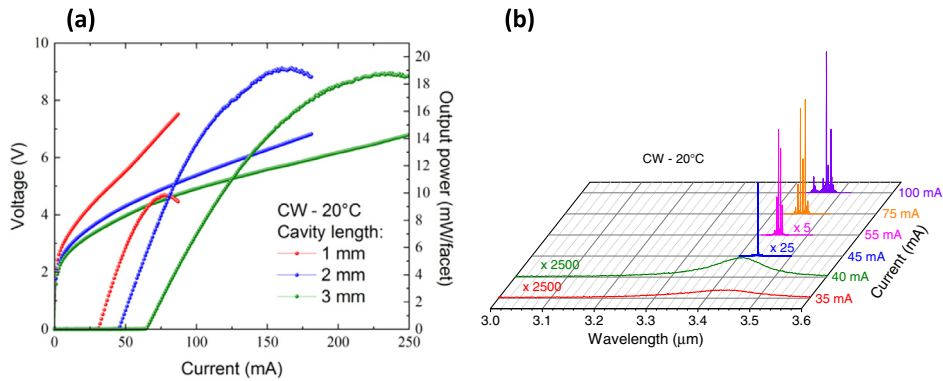 (a)
10
8
6
4
2
0
Voltage (V)
20
18
16
14
12
10
8
6
4
2
0
Output power (mW/facet)
CW - 20°C
Cavity length:
1 mm
2 mm
3 mm
0
50
100
150
200
250
Current (mA)
(b)
CW - 20°C
100 mA
75 mA
x 5
55 mA
x 25
45 mA
x 2500
40 mA
x 2500
35 mA
Current (mA)
3.0
3.1
3.2
3.3
3.4
3.5
3.6
Wavelength (μm)